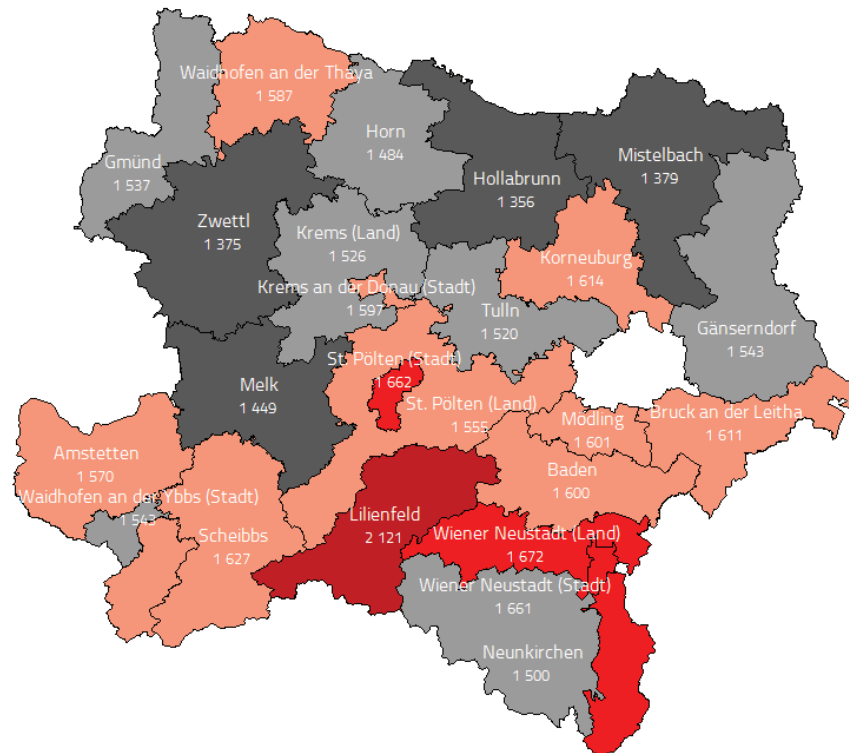 Waidhofen an der Thaya
1 587
Horn
1 484
Gmünd
1 537
Mistelbach
1 379
Hollabrunn
1 356
Zwettl
1 375
Krems (Land)
1 526
Korneuburg
1 614
Krems an der Donau (Stadt)
1 597
Tulln
1 520
Gänserndorf
1 543
St. Pölten (Stadt)
1 662
Melk
1 449
St. Pölten (Land)
1 555
Mödling
1 601
Bruck an der Leitha
1 611
Amstetten
1 570
Baden
1 600
Waidhofen an der Ybbs (Stadt)
1 543
Lilienfeld
2 121
Scheibbs
1 627
Wiener Neustadt (Land)
1 672
Wiener Neustadt (Stadt)
1 661
Neunkirchen
1 500